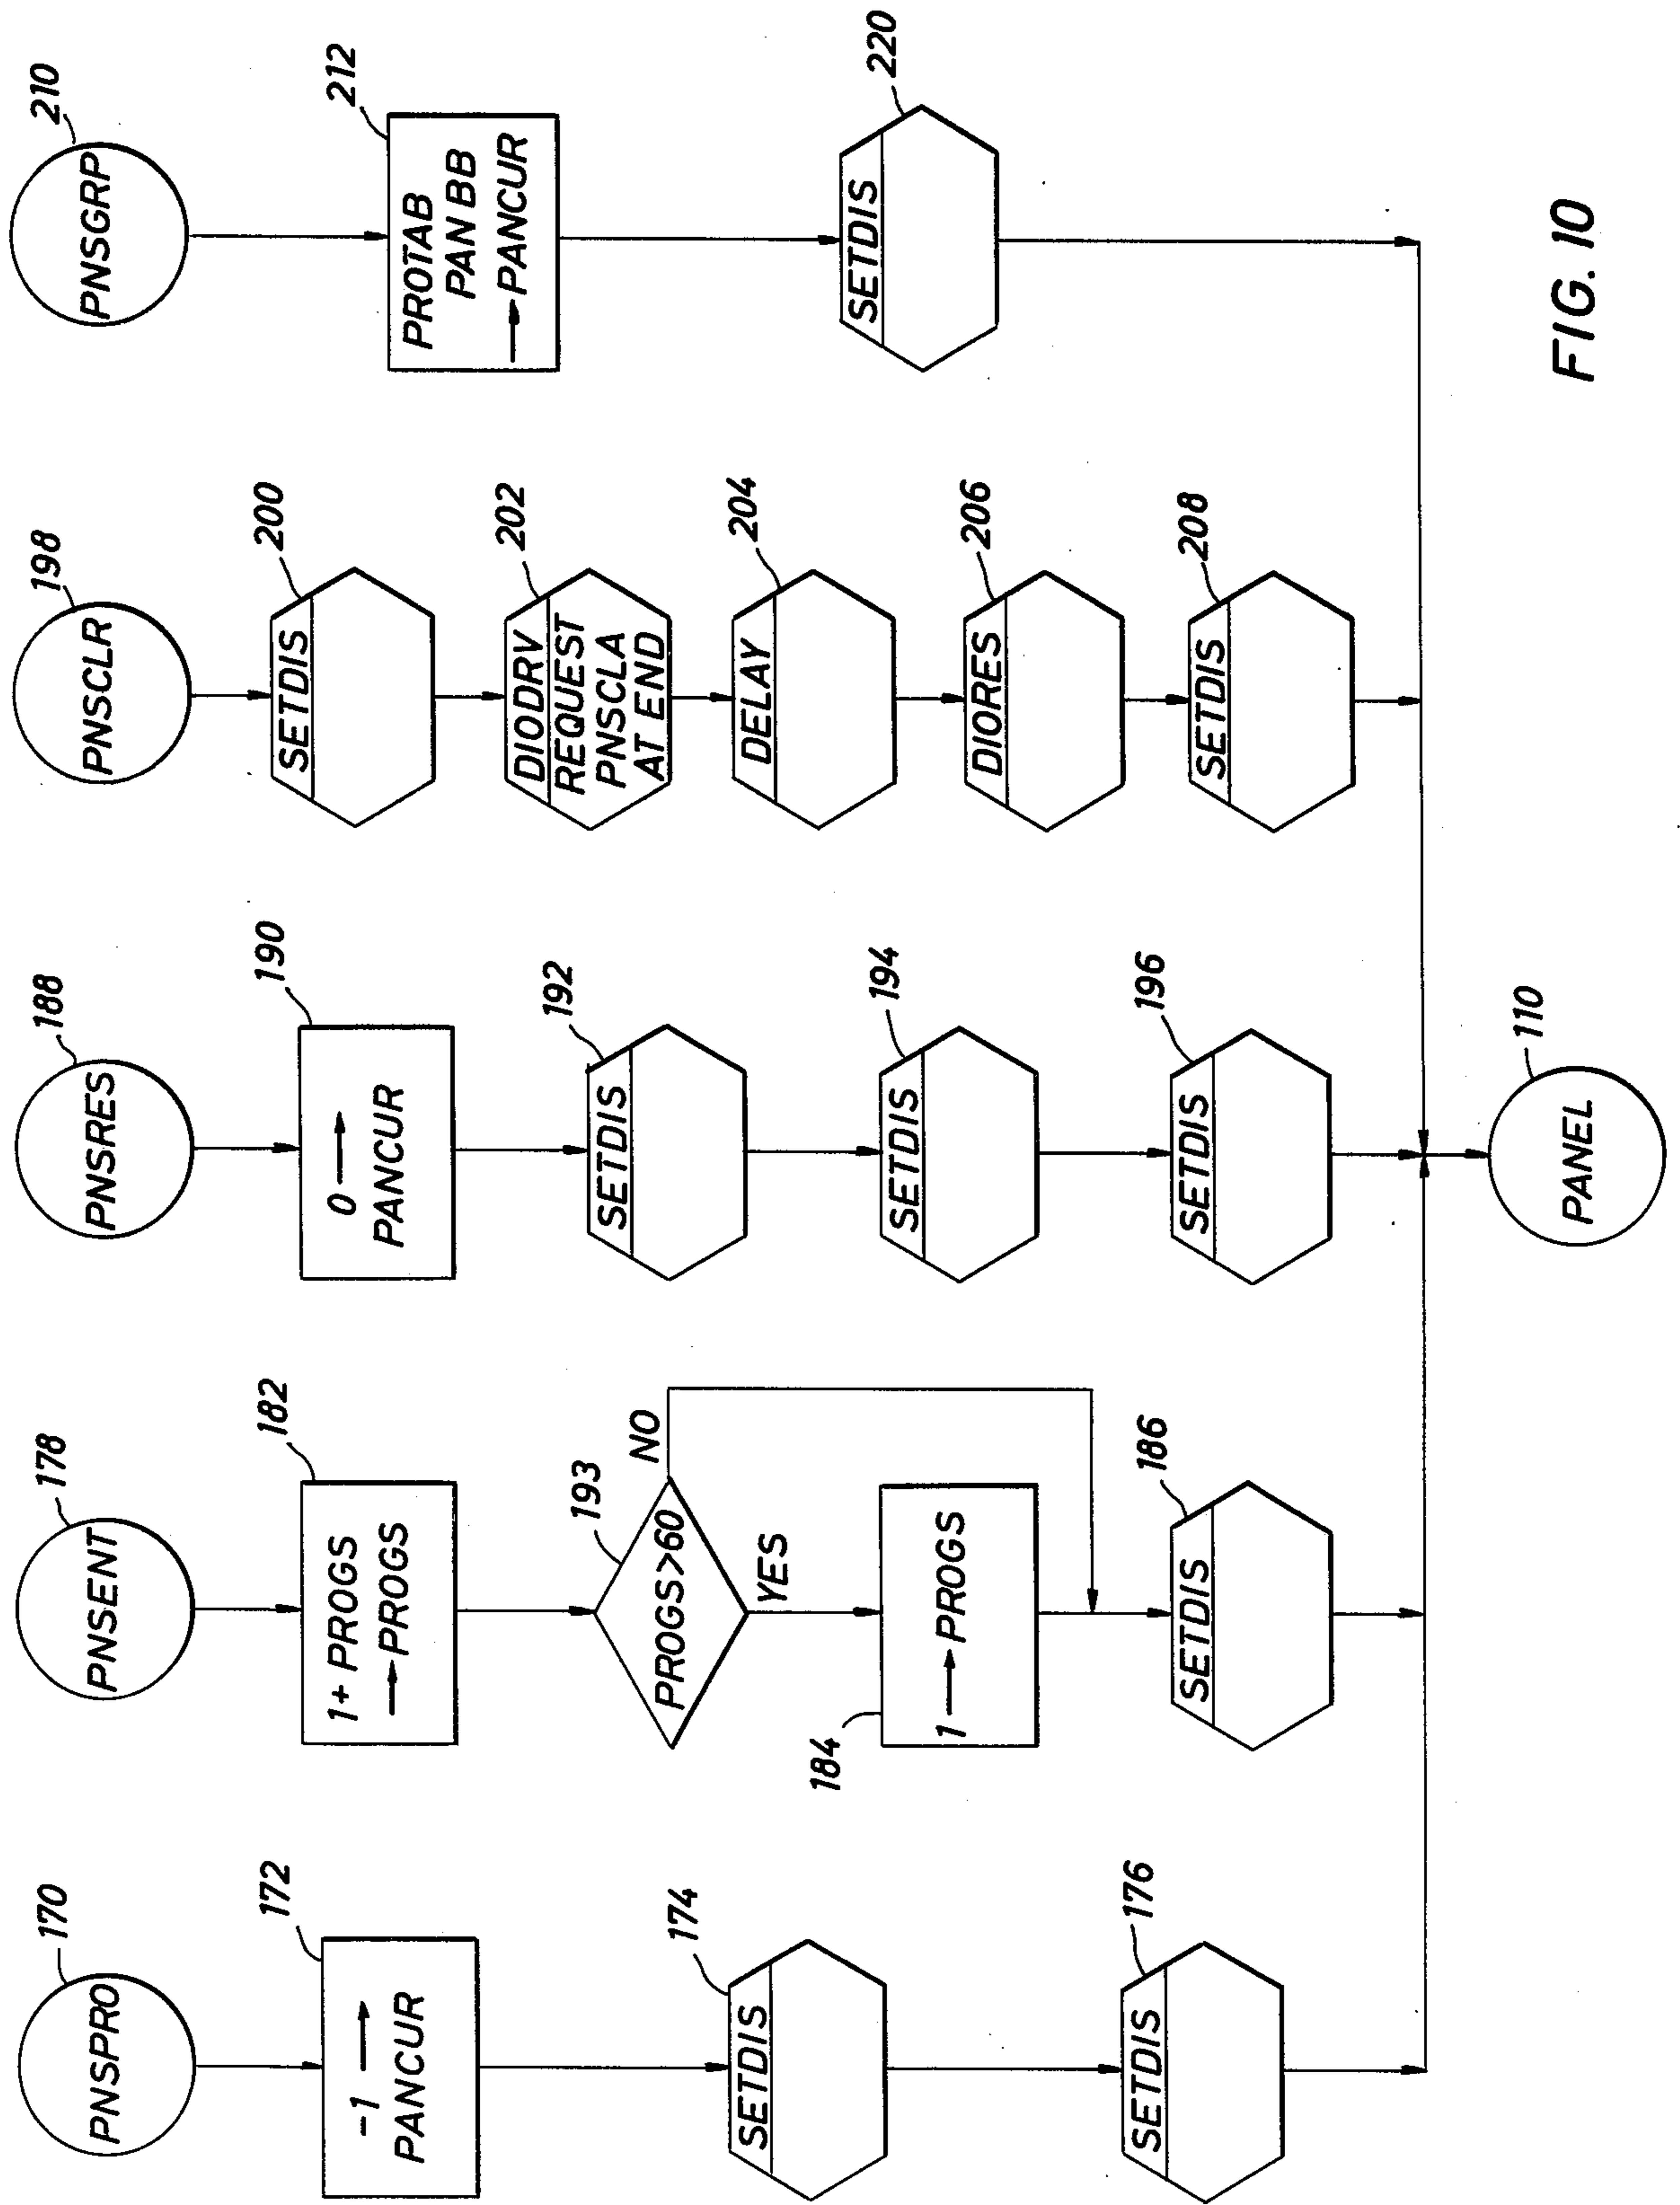 PNSPRO
170
-1 →
PANCUR
172
SETDIS
174
SETDIS
176
PNSENT
178
1+ PROGS
→ PROGS
182
PROGS>60
193
NO
YES
1 → PROGS
184
SETDIS
186
PNSRES
188
0 →
PANCUR
190
SETDIS
192
SETDIS
194
SETDIS
196
PNSCLR
198
SETDIS
200
DIODRV
REQUEST
PNSCLA
AT END
202
DELAY
204
DIORES
206
SETDIS
208
PNSGRP
210
PROTAB
PAN BB
→ PANCUR
212
SETDIS
220
PANEL
110
FIG. 10